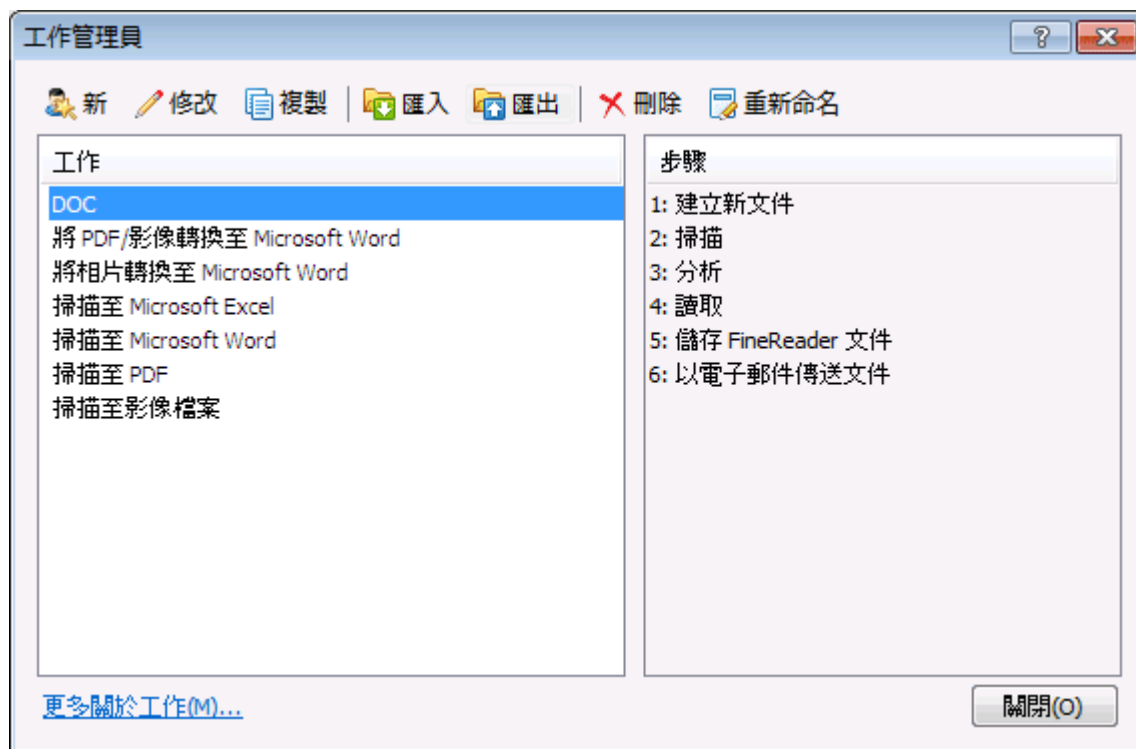 工作管理員
新 修改 複製 匯入 匯出 刪除 重新命名
工作
DOC
將 PDF/影像轉換至 Microsoft Word
將相片轉換至 Microsoft Word
掃描至 Microsoft Excel
掃描至 Microsoft Word
掃描至 PDF
掃描至影像檔案
步驟
1: 建立新文件
2: 掃描
3: 分析
4: 讀取
5: 儲存 FineReader 文件
6: 以電子郵件傳送文件
更多關於工作(M)...
關閉(O)